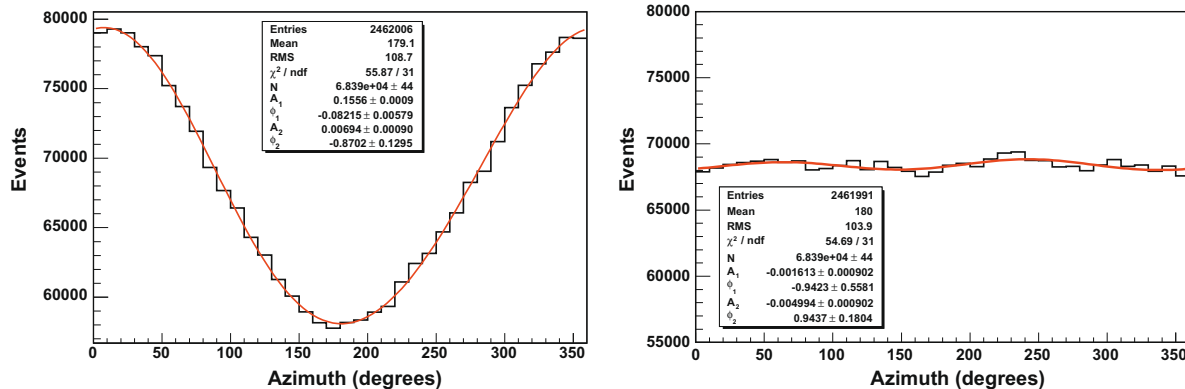 80000
75000
70000
65000
60000
Events
0 50 100 150 200 250 300 350
Azimuth (degrees)
Entries 2462006
Mean 179.1
RMS 108.7
χ² / ndf 55.87 / 31
N 6.839e+04 ± 44
A₁ 0.1556 ± 0.0009
ϕ₁ -0.08215 ± 0.00579
A₂ 0.00694 ± 0.00090
ϕ₂ -0.8702 ± 0.1295
80000
75000
70000
65000
60000
55000
Events
0 50 100 150 200 250 300 350
Azimuth (degrees)
Entries 2461991
Mean 180
RMS 103.9
χ² / ndf 54.69 / 31
N 6.839e+04 ± 44
A₁ -0.001613 ± 0.000902
ϕ₁ -0.9423 ± 0.5581
A₂ -0.004994 ± 0.000902
ϕ₂ 0.9437 ± 0.1804